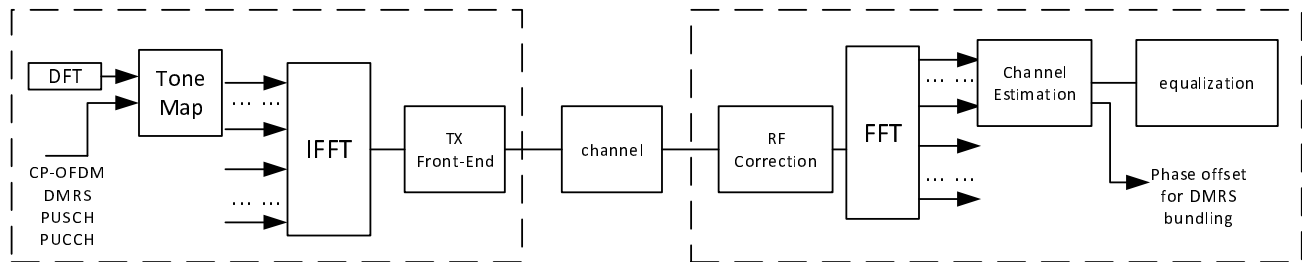 DFT
Tone
Map
CP-OFDM
DMRS
PUSCH
PUCCH
... ...
... ...
IFFT
TX
Front-End
channel
RF
Correction
FFT
... ...
... ...
Channel
Estimation
equalization
Phase offset
for DMRS
bundling